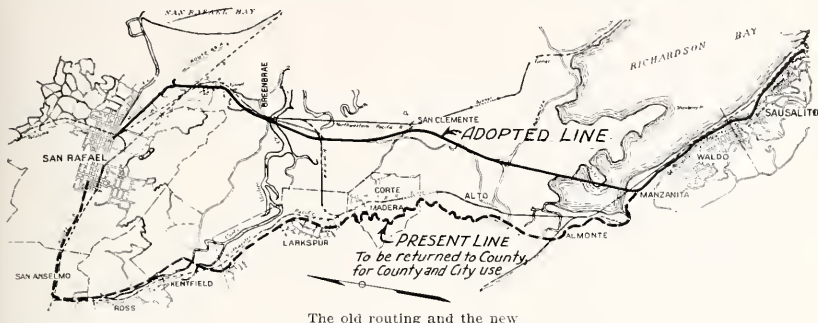 SAN RAFAEL BAY
RICHARDSON BAY
GREENBRAE
SAN CLEMENTE
Northwestern Pacific
ADOPTED LINE
SAUSALITO
WALDO
MANZANITA
SAN RAFAEL
CORTE
MADERA
ALTO
ALMONTE
LARKSPUR
PRESENT LINE
To be returned to County,
for County and City use
SAN ANSELMO
KENTFIELD
ROSS
The old routing and the new